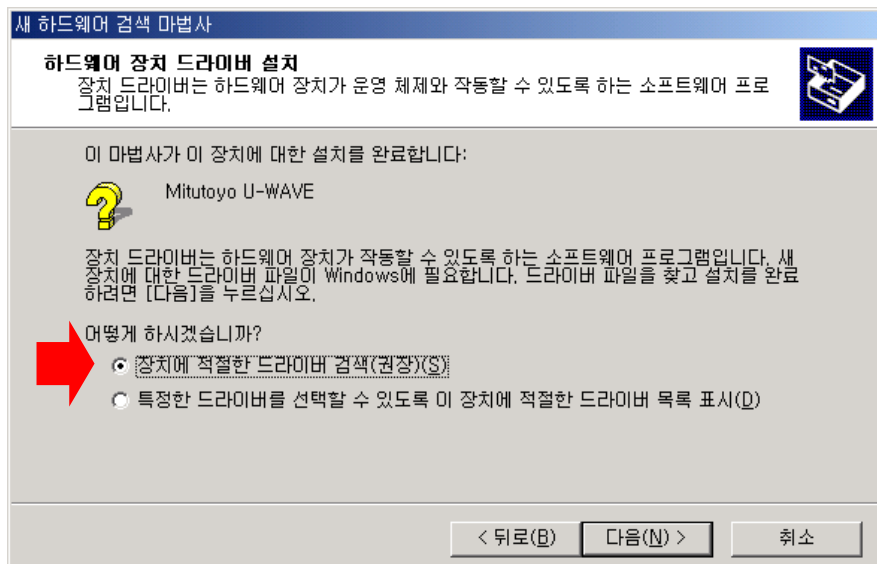 새 하드웨어 검색 마법사
하드웨어 장치 드라이버 설치
장치 드라이버는 하드웨어 장치가 운영 체제와 작동할 수 있도록 하는 소프트웨어 프로
그램입니다.
이 마법사가 이 장치에 대한 설치를 완료합니다:
Mitutoyo U-WAVE
장치 드라이버는 하드웨어 장치가 작동할 수 있도록 하는 소프트웨어 프로그램입니다. 새
장치에 대한 드라이버 파일이 Windows에 필요합니다. 드라이버 파일을 찾고 설치를 완료
하려면 [다음]을 누르십시오.
어떻게 하시겠습니까?
장치에 적절한 드라이버 검색(권장)(S)
특정한 드라이버를 선택할 수 있도록 이 장치에 적절한 드라이버 목록 표시(D)
< 뒤로(B) 다음(N) > 취소